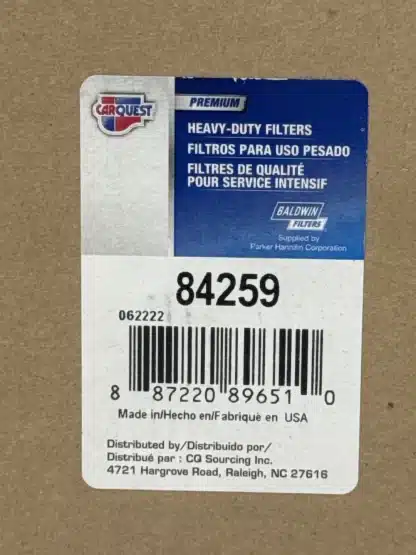 CARQUEST
PREMIUM
HEAVY-DUTY FILTERS
FILTROS PARA USO PESADO
FILTRES DE QUALITÉ
POUR SERVICE INTENSIF
BALDWIN
FILTERS
Supplied by
Parker Hannifin Corporation
84259
062222
8 87220 89651 0
Made in/Hecho en/Fabriqué en USA
Distributed by/Distribuido por/
Distribué par : CQ Sourcing Inc.
4721 Hargrove Road, Raleigh, NC 27616